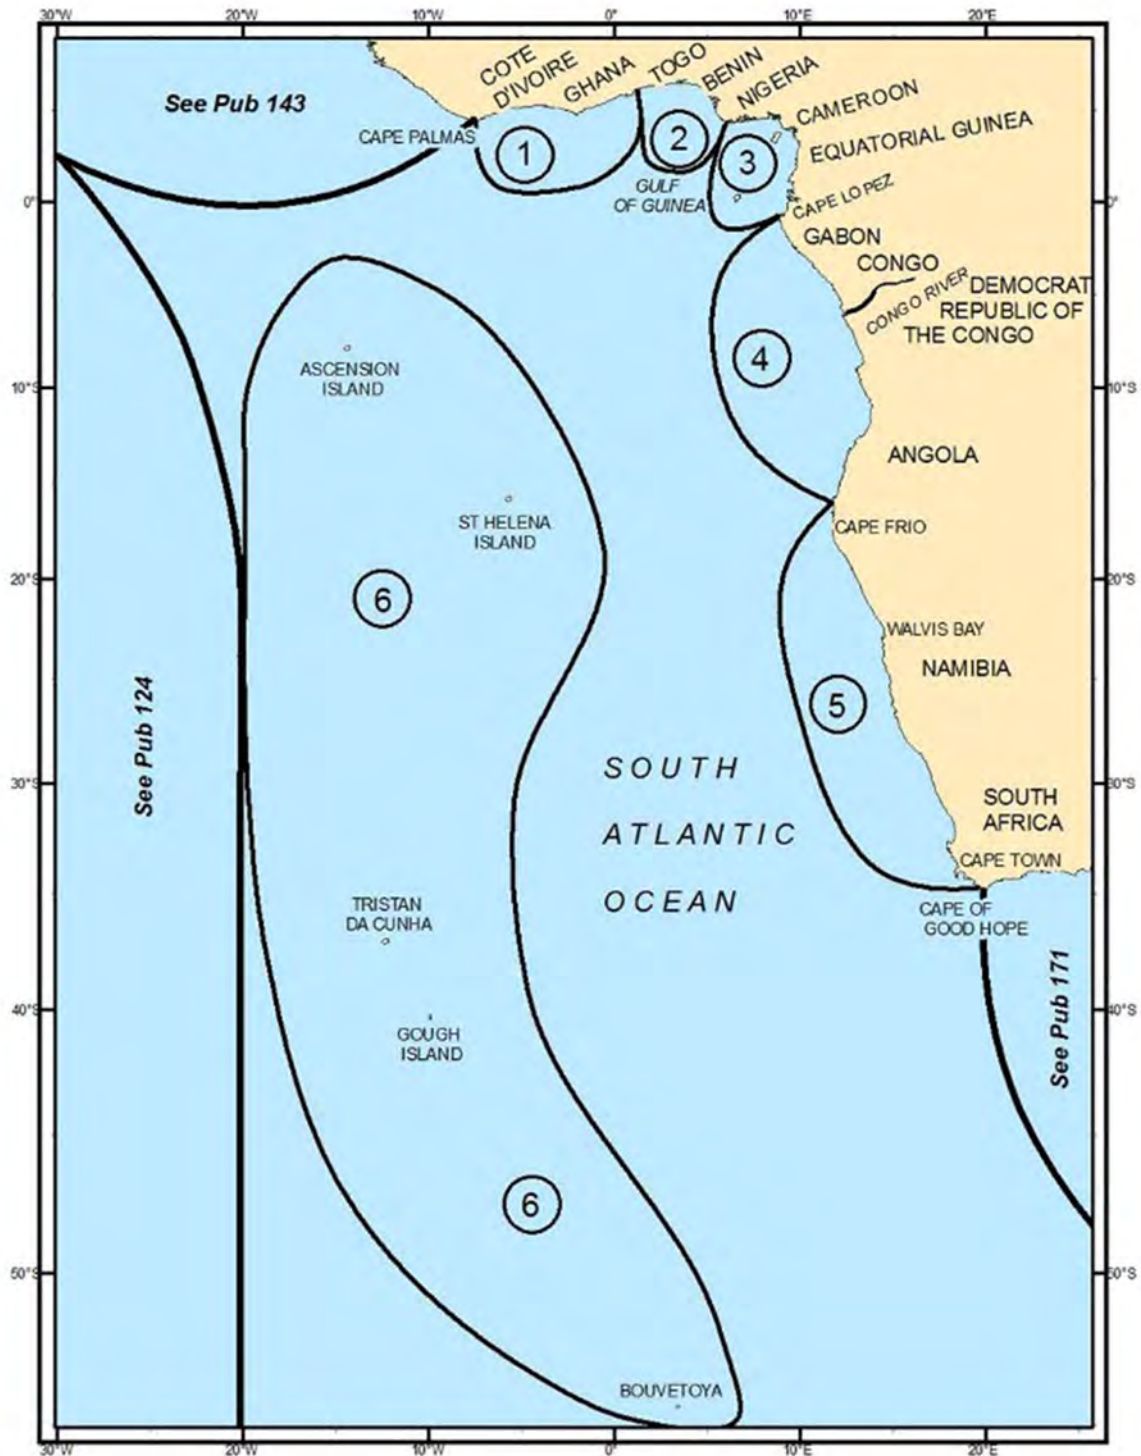 30°W 20°W 10°W 0° 10°E 20°E
See Pub 143
COTE
D'IVOIRE
GHANA
TOGO
BENIN
NIGERIA
CAMEROON
EQUATORIAL GUINEA
CAPE PALMAS
1
2
3
GULF
OF GUINEA
CAPE LOPEZ
0° 0°
GABON
CONGO
CONGO RIVER
DEMOCRAT
REPUBLIC OF
THE CONGO
4
ASCENSION
ISLAND
10°S 10°S
ANGOLA
ST HELENA
ISLAND
CAPE FRIO
20°S 20°S
6
WALVIS BAY
NAMIBIA
5
See Pub 124
SOUTH
ATLANTIC
OCEAN
30°S 30°S
SOUTH
AFRICA
CAPE TOWN
CAPE OF
GOOD HOPE
TRISTAN
DA CUNHA
See Pub 171
40°S 40°S
GOUGH
ISLAND
6
50°S 50°S
BOUVETOYA
30°W 20°W 10°W 0° 10°E 20°E